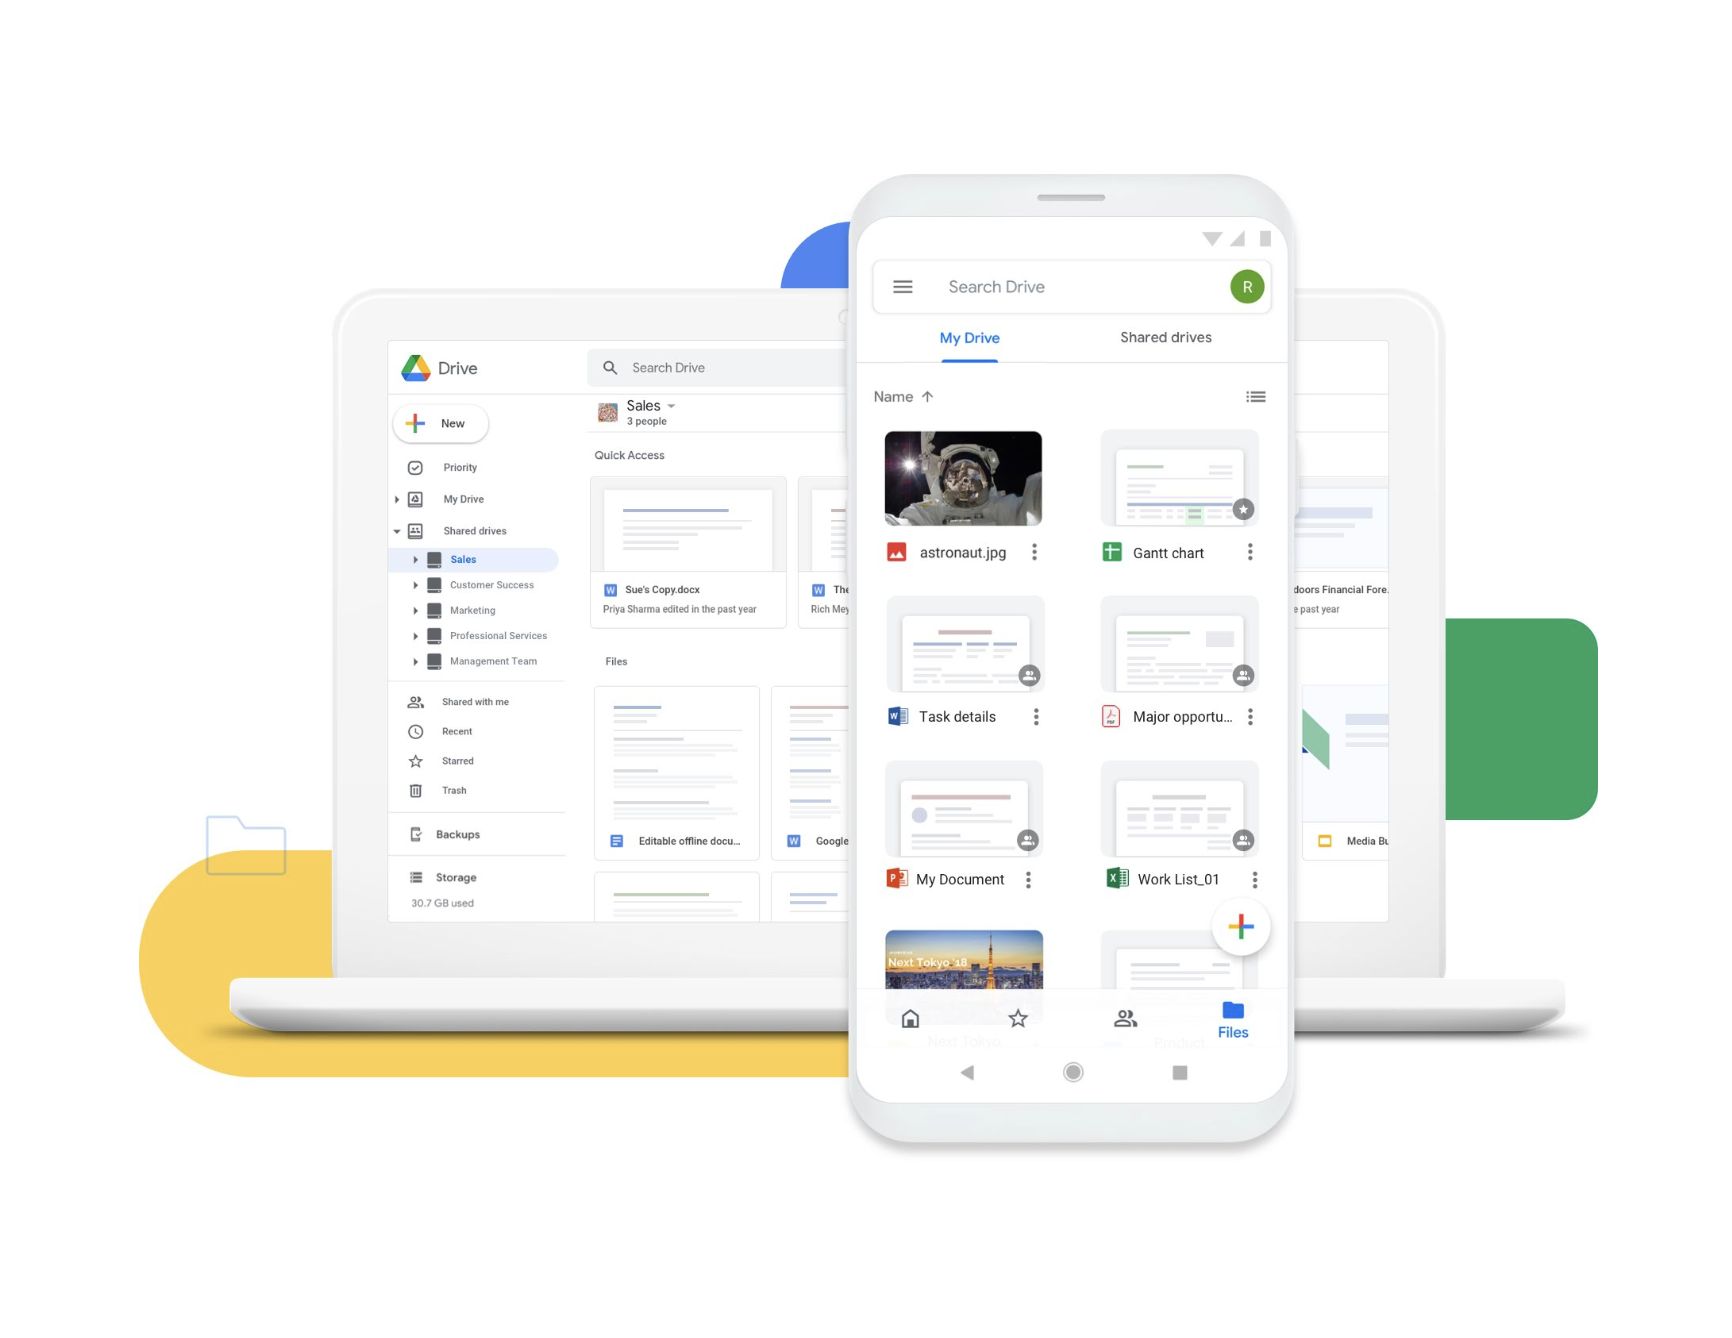 Drive
Search Drive
New
Priority
My Drive
Shared drives
Sales
Customer Success
Marketing
Professional Services
Management Team
Shared with me
Recent
Starred
Trash
Backups
Storage
30.7 GB used
Sales
3 people
Quick Access
W Sue's Copy.docx
Priya Sharma edited in the past year
W The
Rich Mey
Files
Editable offline docu...
W Google
doors Financial Fore.
e past year
Media Bu
Search Drive
R
My Drive
Shared drives
Name
astronaut.jpg
Gantt chart
W Task details
PDF Major opportu...
P My Document
X Work List_01
Next Tokyo '18
Next Tokyo
Product
Files